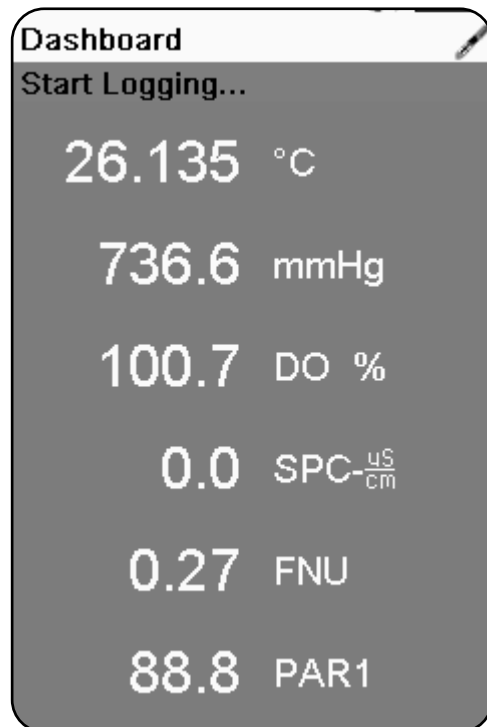 Dashboard
Start Logging...
26.135 °C
736.6 mmHg
100.7 DO %
0.0 SPC-uS/cm
0.27 FNU
88.8 PAR1